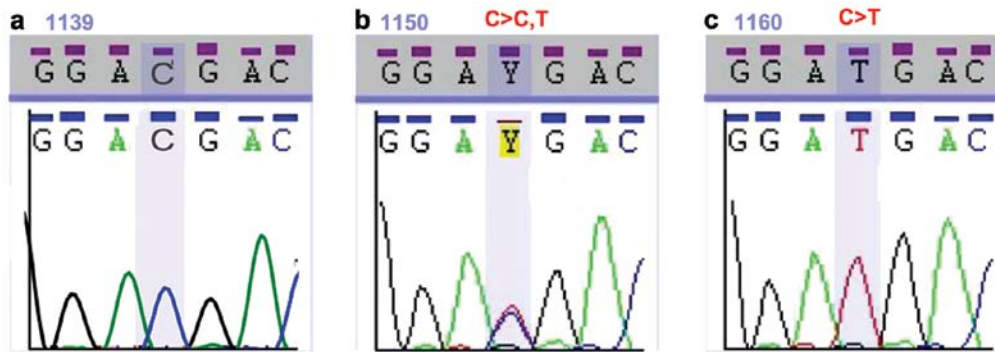 a 1139
G G A C G A C
G G A C G A C
b 1150 C>C,T
G G A Y G A C
G G A Y G A C
c 1160 C>T
G G A T G A C
G G A T G A C